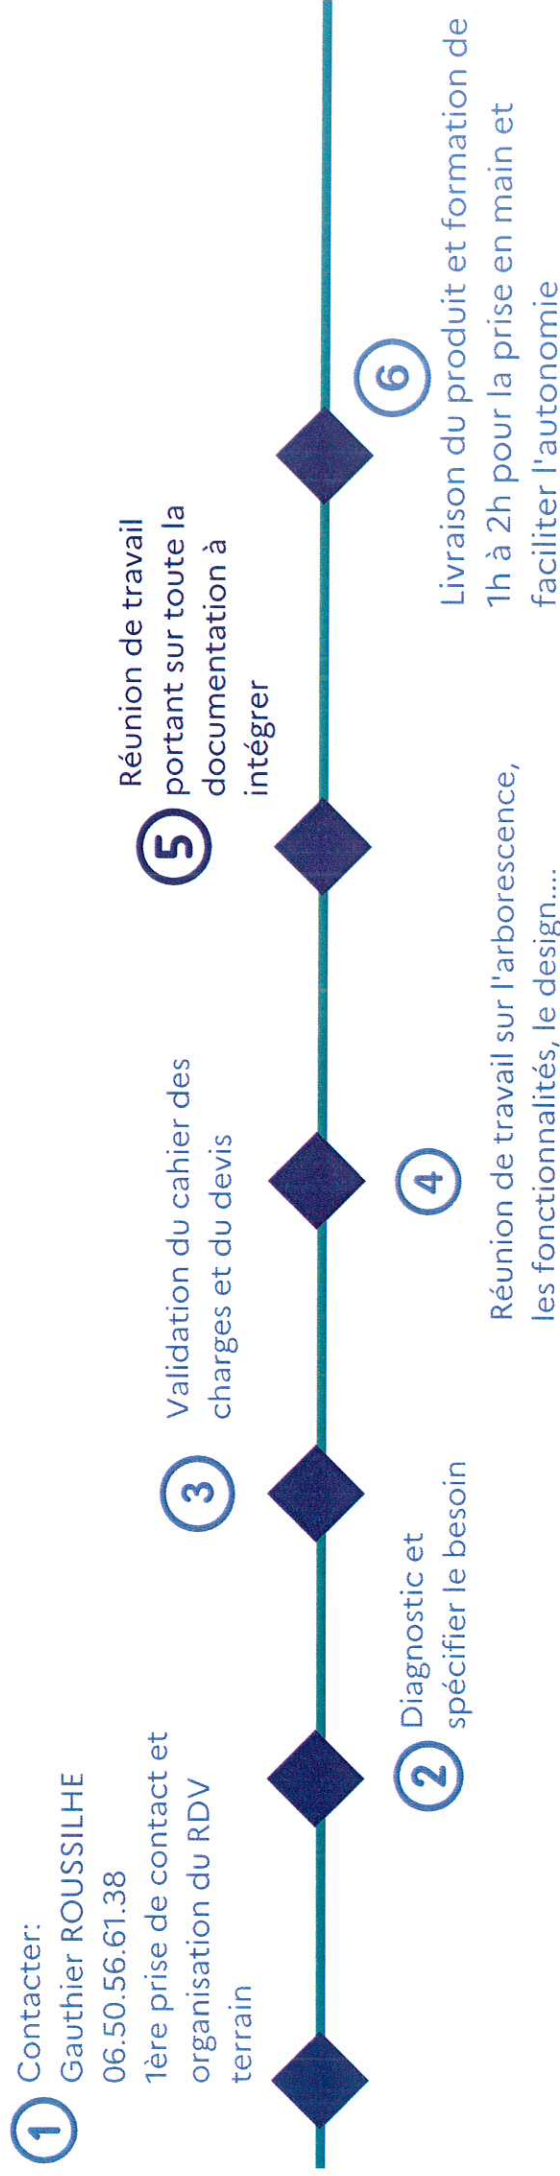 1
Contacter:
Gauthier ROUSSILHE
06.50.56.61.38
1ère prise de contact et
organisation du RDV
terrain
2
Diagnostic et
spécifier le besoin
3
Validation du cahier des
charges et du devis
4
Réunion de travail sur l'arborescence,
les fonctionnalités, le design....
5
Réunion de travail
portant sur toute la
documentation à
intégrer
6
Livraison du produit et formation de
1h à 2h pour la prise en main et
faciliter l'autonomie